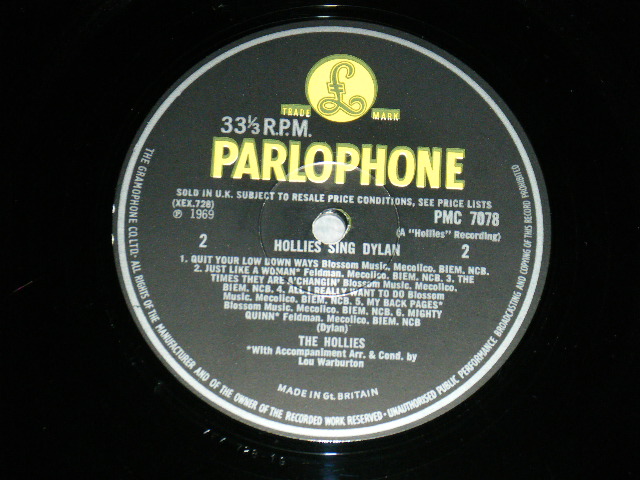 TRADE MARK
33⅓ R.P.M.
PARLOPHONE
SOLD IN U.K. SUBJECT TO RESALE PRICE CONDITIONS, SEE PRICE LISTS
(XEX.728) PMC 7078
℗ 1969 (A "Hollies" Recording)
2 HOLLIES SING DYLAN 2
1. QUIT YOUR LOW DOWN WAYS Blossom Music. Mecolico. BIEM. NCB.
2. JUST LIKE A WOMAN* Feldman. Mecolico. BIEM. NCB. 3. THE
TIMES THEY ARE A'CHANGIN' Blossom Music. Mecolico.
BIEM. NCB. 4. ALL I REALLY WANT TO DO Blossom
Music. Mecolico. BIEM. NCB. 5. MY BACK PAGES*
Blossom Music. Mecolico. BIEM. NCB. 6. MIGHTY
QUINN* Feldman. Mecolico. BIEM. NCB
(Dylan)
THE HOLLIES
*With Accompaniment Arr. & Cond. by
Lou Warburton
MADE IN Gt. BRITAIN
THE GRAMOPHONE CO. LTD. ALL RIGHTS OF THE MANUFACTURER AND OF THE OWNER OF THE RECORDED WORK RESERVED · UNAUTHORISED PUBLIC PERFORMANCE BROADCASTING AND COPYING OF THIS RECORD PROHIBITED